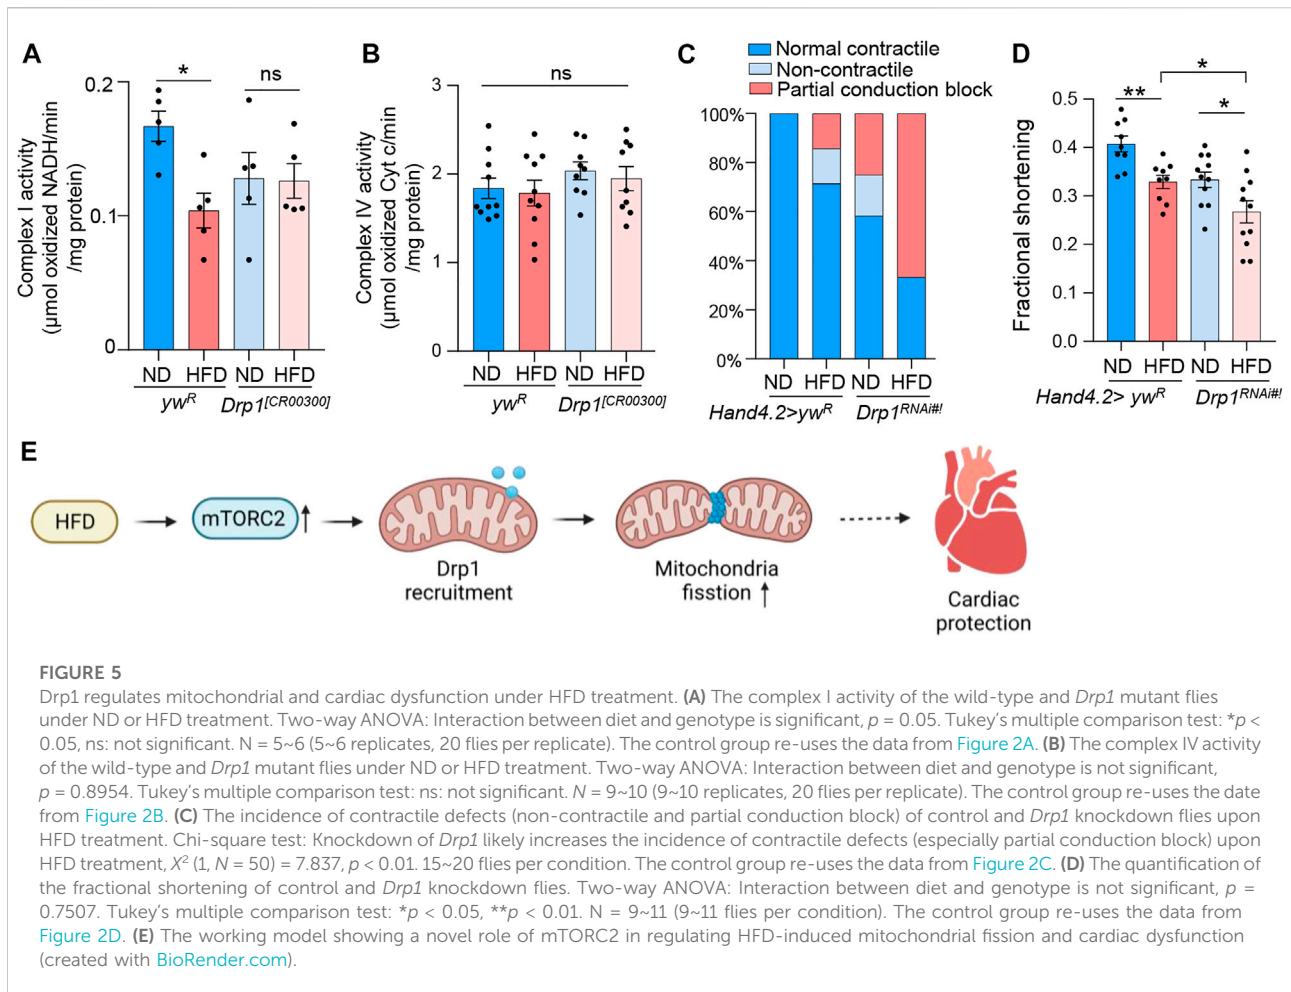 A
Complex I activity
(µmol oxidized NADH/min
/mg protein)
0.2
0.1
0
*
ns
ND HFD ND HFD
yw^R Drp1^[CR00300]
B
Complex IV activity
(µmol oxidized Cyt c/min
/mg protein)
3
2
1
0
ns
ND HFD ND HFD
yw^R Drp1^[CR00300]
C
Normal contractile
Non-contractile
Partial conduction block
100%
80%
60%
40%
20%
0%
ND HFD ND HFD
Hand4.2>yw^R Drp1^RNAi#!
D
Fractional shortening
0.5
0.4
0.3
0.2
0.0
**
*
*
ND HFD ND HFD
Hand4.2> yw^R Drp1^RNAi#!
E
HFD
mTORC2
Drp1
recruitment
Mitochondria
fisstion
Cardiac
protection
FIGURE 5
Drp1 regulates mitochondrial and cardiac dysfunction under HFD treatment. (A) The complex I activity of the wild-type and Drp1 mutant flies
under ND or HFD treatment. Two-way ANOVA: Interaction between diet and genotype is significant, p = 0.05. Tukey's multiple comparison test: *p <
0.05, ns: not significant. N = 5~6 (5~6 replicates, 20 flies per replicate). The control group re-uses the data from Figure 2A. (B) The complex IV activity
of the wild-type and Drp1 mutant flies under ND or HFD treatment. Two-way ANOVA: Interaction between diet and genotype is not significant,
p = 0.8954. Tukey's multiple comparison test: ns: not significant. N = 9~10 (9~10 replicates, 20 flies per replicate). The control group re-uses the date
from Figure 2B. (C) The incidence of contractile defects (non-contractile and partial conduction block) of control and Drp1 knockdown flies upon
HFD treatment. Chi-square test: Knockdown of Drp1 likely increases the incidence of contractile defects (especially partial conduction block) upon
HFD treatment, X² (1, N = 50) = 7.837, p < 0.01. 15~20 flies per condition. The control group re-uses the data from Figure 2C. (D) The quantification of
the fractional shortening of control and Drp1 knockdown flies. Two-way ANOVA: Interaction between diet and genotype is not significant, p =
0.7507. Tukey's multiple comparison test: *p < 0.05, **p < 0.01. N = 9~11 (9~11 flies per condition). The control group re-uses the data from
Figure 2D. (E) The working model showing a novel role of mTORC2 in regulating HFD-induced mitochondrial fission and cardiac dysfunction
(created with BioRender.com).